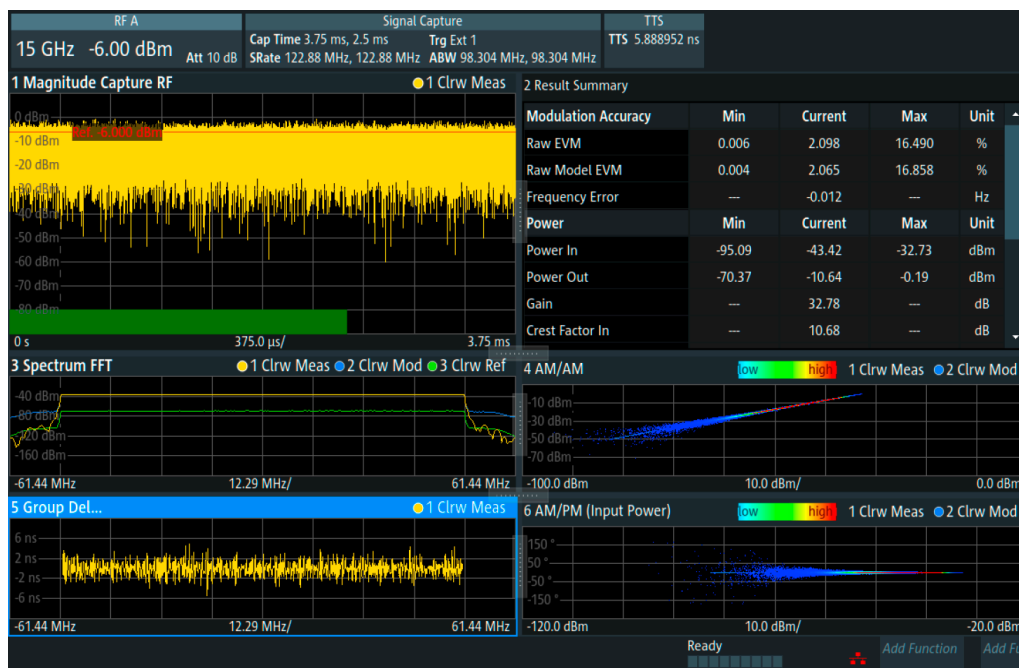 RF A
15 GHz -6.00 dBm Att 10 dB
Signal Capture
Cap Time 3.75 ms, 2.5 ms Trg Ext 1
SRate 122.88 MHz, 122.88 MHz ABW 98.304 MHz, 98.304 MHz
TTS
TTS 5.888952 ns
1 Magnitude Capture RF 1 Clrw Meas
0 dBm
Ref. -6.000 dBm
-10 dBm
-20 dBm
-40 dBm
-50 dBm
-60 dBm
-70 dBm
-80 dBm
0 s 375.0 µs/ 3.75 ms
2 Result Summary
Modulation Accuracy Min Current Max Unit
Raw EVM 0.006 2.098 16.490 %
Raw Model EVM 0.004 2.065 16.858 %
Frequency Error --- -0.012 --- Hz
Power Min Current Max Unit
Power In -95.09 -43.42 -32.73 dBm
Power Out -70.37 -10.64 -0.19 dBm
Gain --- 32.78 --- dB
Crest Factor In --- 10.68 --- dB
3 Spectrum FFT 1 Clrw Meas 2 Clrw Mod 3 Clrw Ref
-40 dBm
-80 dBm
-120 dBm
-160 dBm
-61.44 MHz 12.29 MHz/ 61.44 MHz
4 AM/AM low high 1 Clrw Meas 2 Clrw Mod
-10 dBm
-30 dBm
-50 dBm
-70 dBm
-100.0 dBm 10.0 dBm/ 0.0 dBm
5 Group Del... 1 Clrw Meas
6 ns
2 ns
-2 ns
-6 ns
-61.44 MHz 12.29 MHz/ 61.44 MHz
6 AM/PM (Input Power) low high 1 Clrw Meas 2 Clrw Mod
150 °
50 °
-50 °
-150 °
-120.0 dBm 10.0 dBm/ -20.0 dBm
Ready
Add Function Add Fu